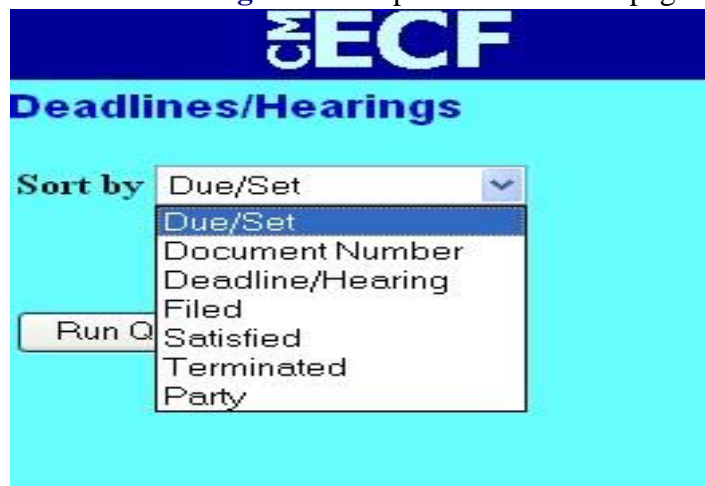 CM ECF
Deadlines/Hearings
Sort by Due/Set
Due/Set
Document Number
Deadline/Hearing
Filed
Run Q
Satisfied
Terminated
Party